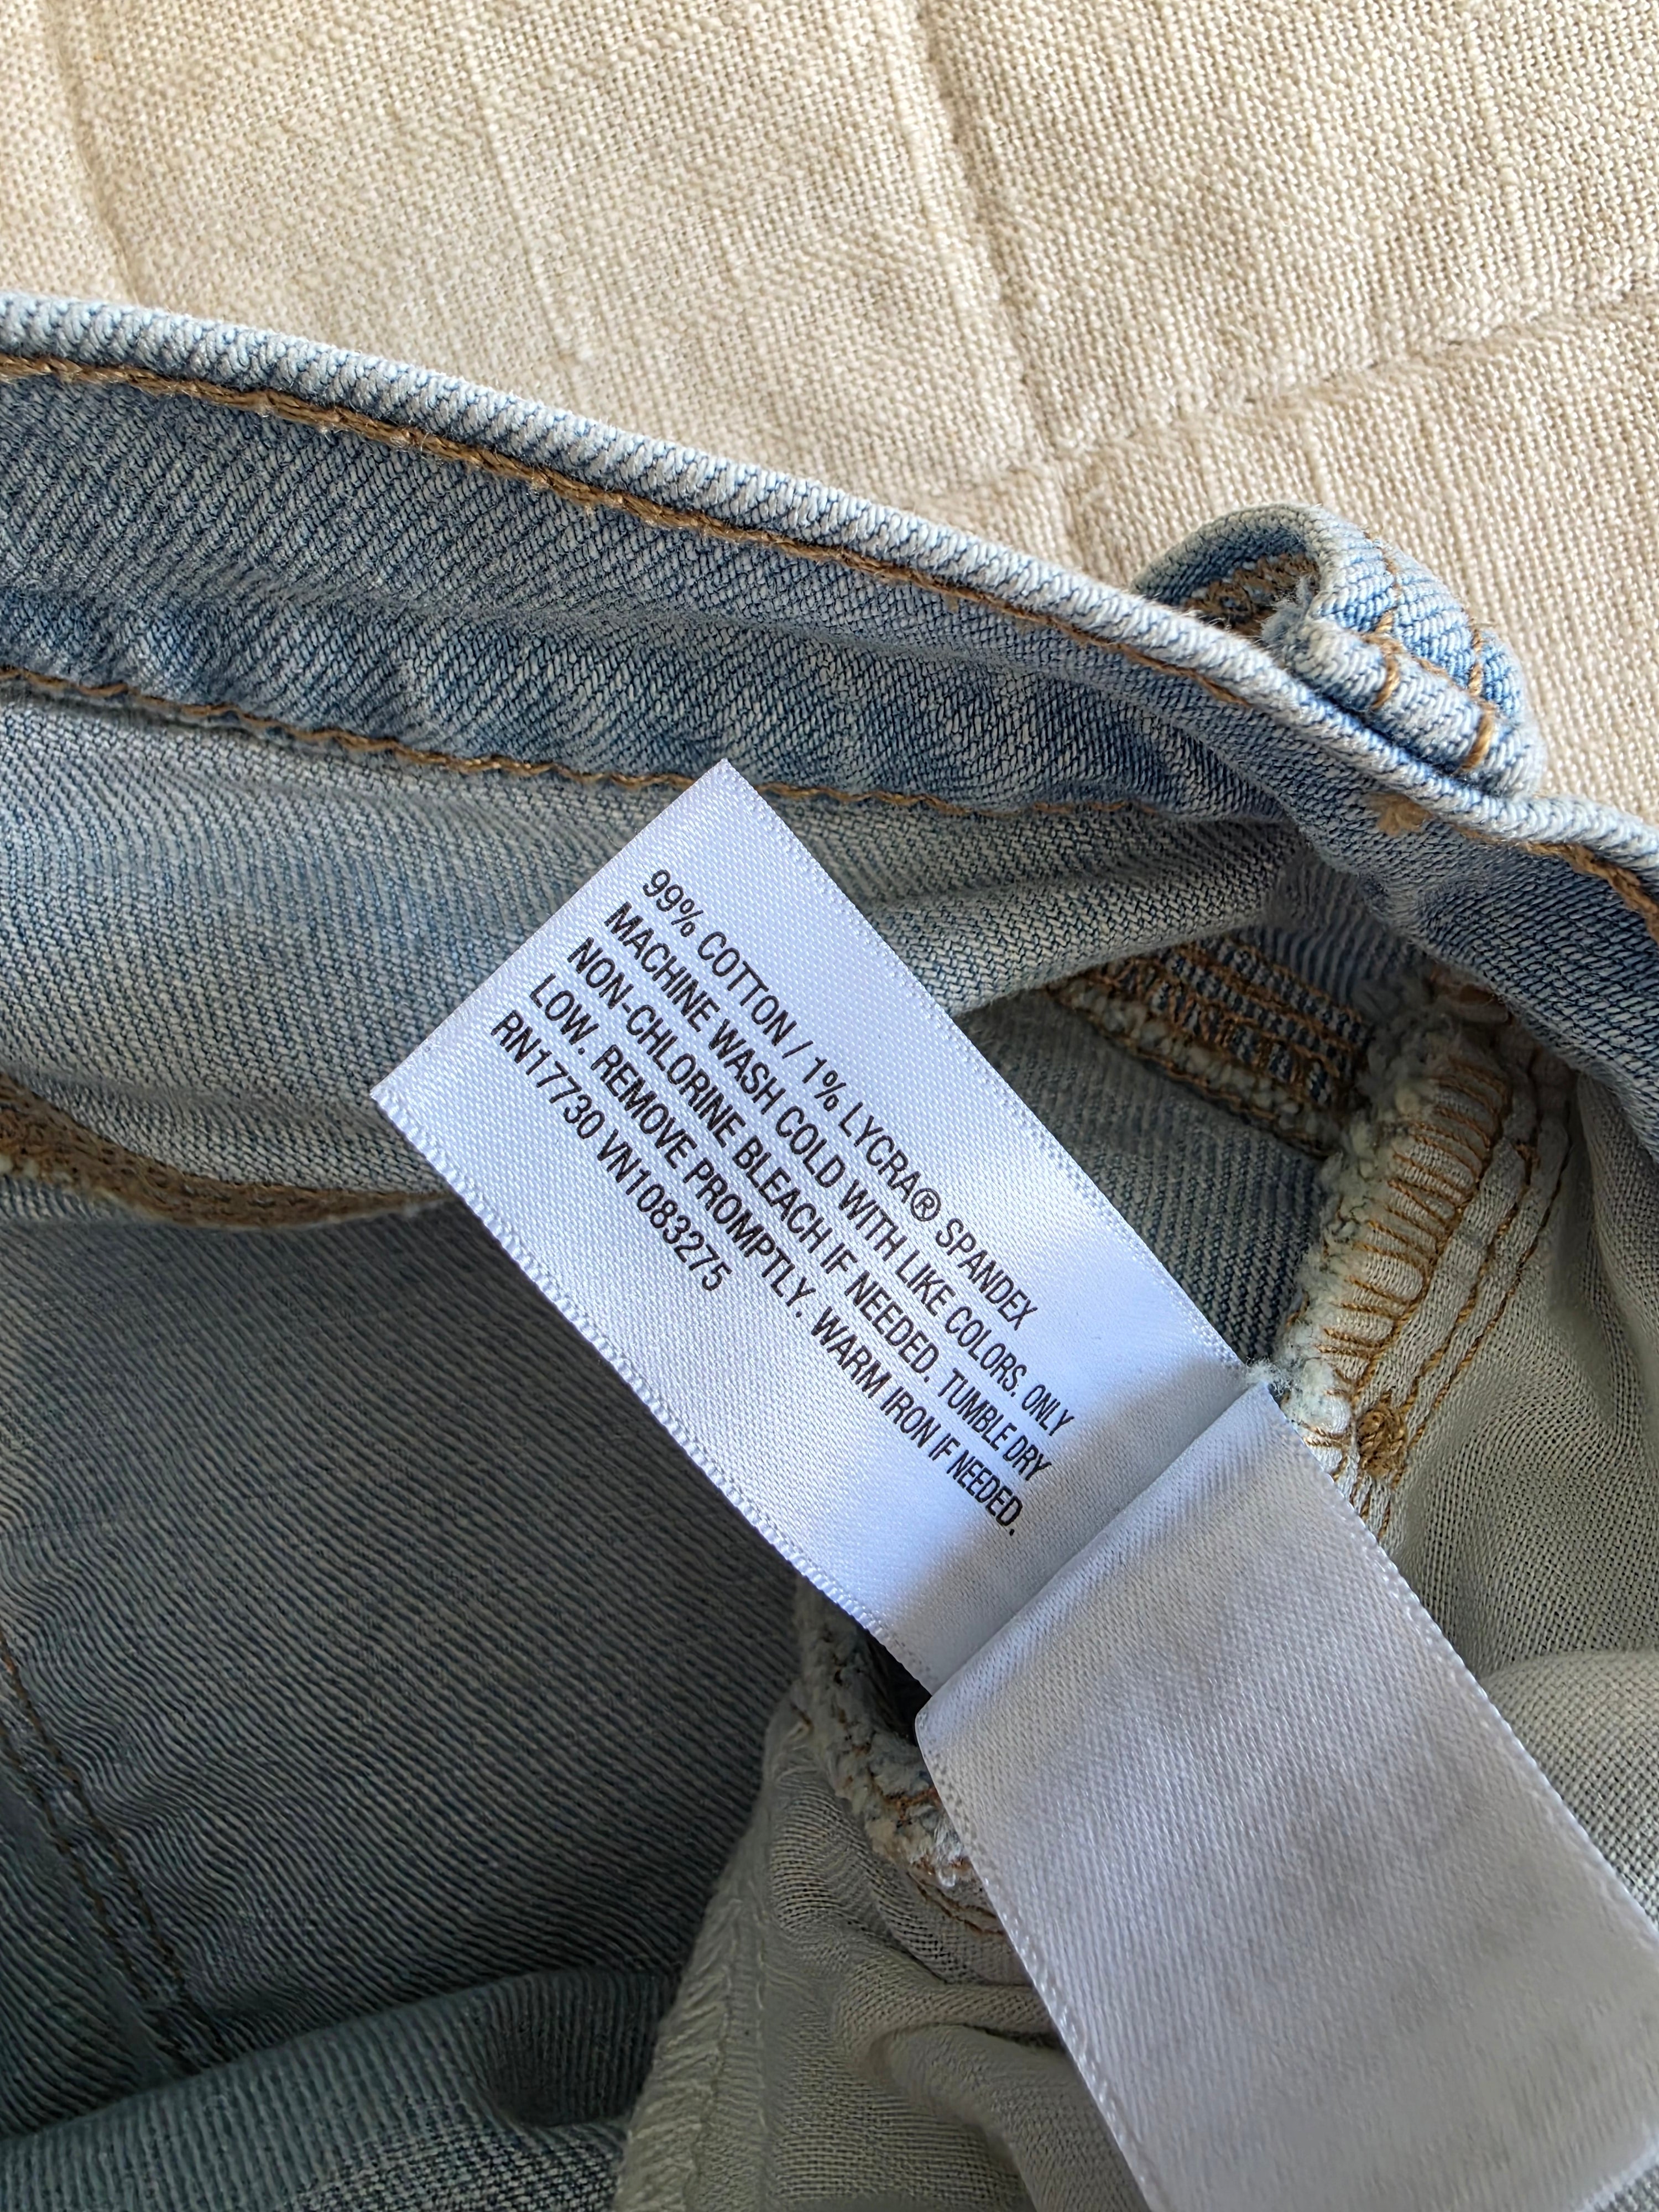 99% COTTON / 1% LYCRA® SPANDEX
MACHINE WASH COLD WITH LIKE COLORS. ONLY
NON-CHLORINE BLEACH IF NEEDED. TUMBLE DRY
LOW. REMOVE PROMPTLY. WARM IRON IF NEEDED.
RN17730 VN1083275